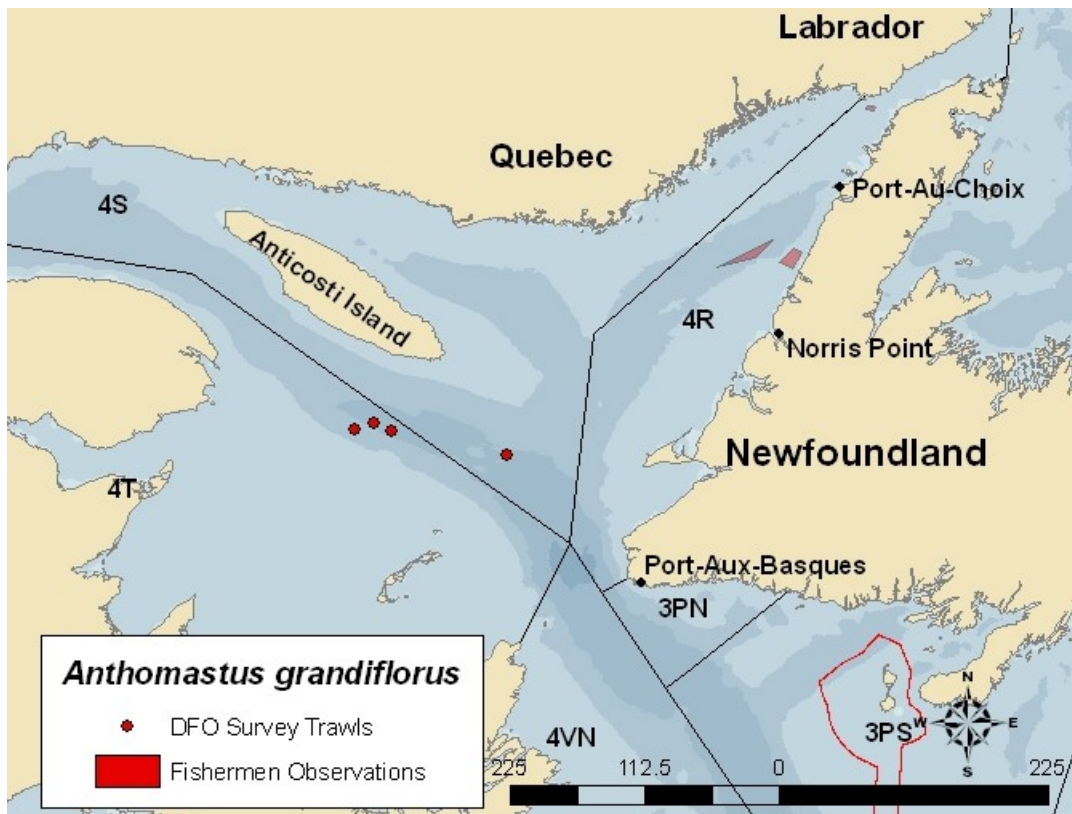 Labrador
Quebec
4S
Port-Au-Choix
Anticosti Island
4R
Norris Point
Newfoundland
4T
Port-Aux-Basques
3PN
Anthomastus grandiflorus
DFO Survey Trawls
Fishermen Observations
4VN
3PS
N
W
E
S
225 112.5 0 225